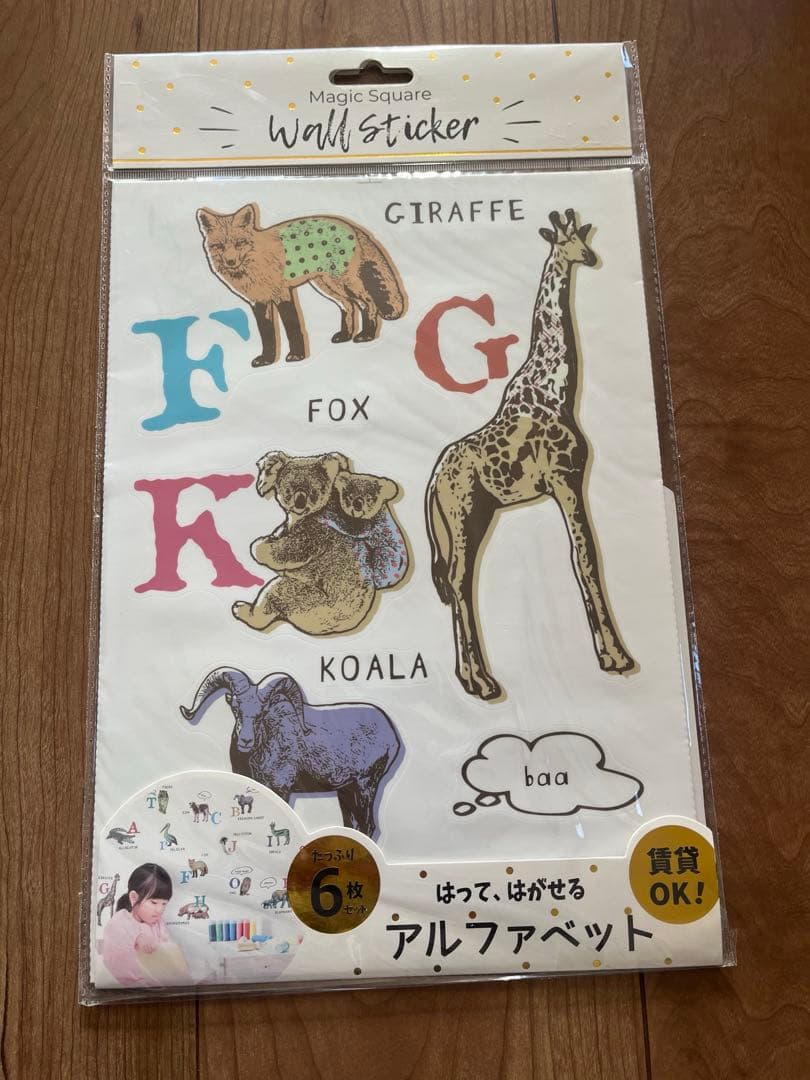 Magic Square
Wall Sticker
GIRAFFE
F
G
FOX
K
KOALA
baa
T
A
C
B
I
J
I
F
G
H
O
E
たっぷり
6枚
セット
はって、はがせる
アルファベット
賃貸
OK!